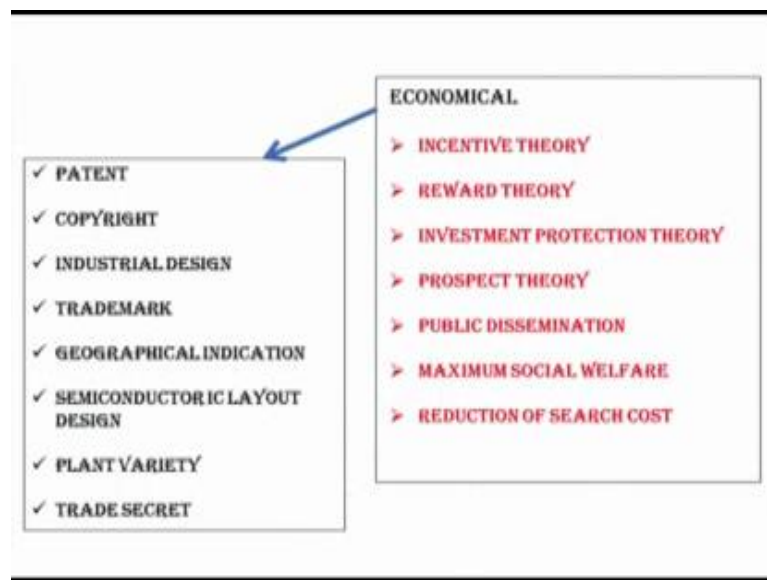 ECONOMICAL
INCENTIVE THEORY
REWARD THEORY
INVESTMENT PROTECTION THEORY
PROSPECT THEORY
PUBLIC DISSEMINATION
MAXIMUM SOCIAL WELFARE
REDUCTION OF SEARCH COST
PATENT
COPYRIGHT
INDUSTRIAL DESIGN
TRADEMARK
GEOGRAPHICAL INDICATION
SEMICONDUCTOR IC LAYOUT
DESIGN
PLANT VARIETY
TRADE SECRET